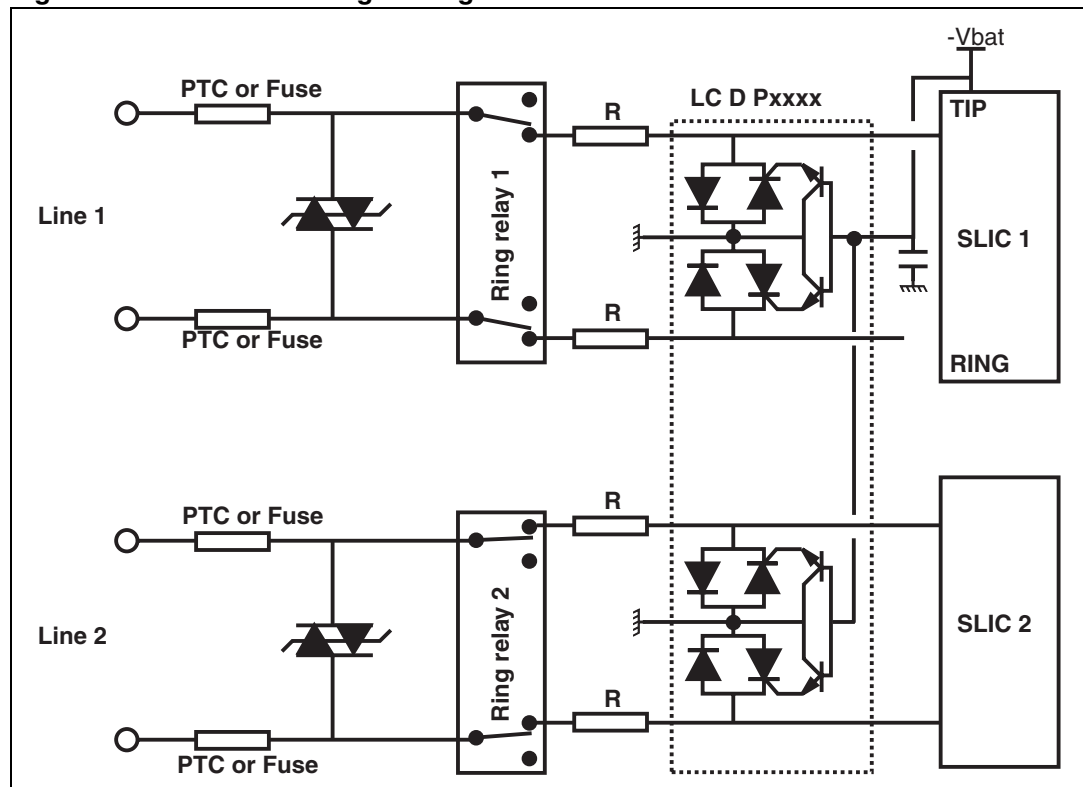 -Vbat
PTC or Fuse
LC D Pxxxx
TIP
R
Line 1
Ring relay 1
SLIC 1
R
PTC or Fuse
RING
R
PTC or Fuse
Line 2
Ring relay 2
SLIC 2
R
PTC or Fuse